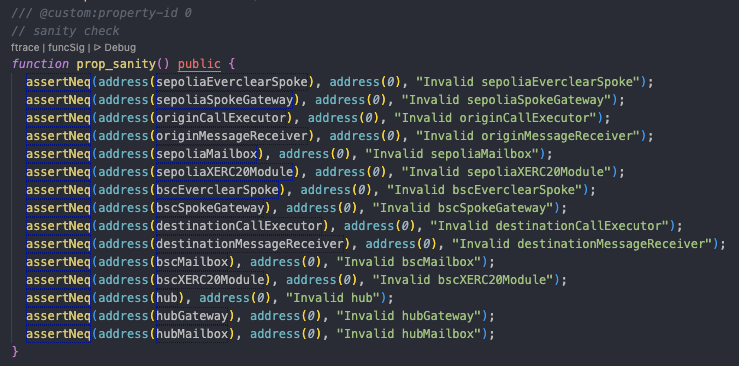 /// @custom:property-id 0
// sanity check
ftrace | funcSig | ▷ Debug
function prop_sanity() public {
assertNeq(address(sepoliaEverclearSpoke), address(0), "Invalid sepoliaEverclearSpoke");
assertNeq(address(sepoliaSpokeGateway), address(0), "Invalid sepoliaSpokeGateway");
assertNeq(address(originCallExecutor), address(0), "Invalid originCallExecutor");
assertNeq(address(originMessageReceiver), address(0), "Invalid originMessageReceiver");
assertNeq(address(sepoliaMailbox), address(0), "Invalid sepoliaMailbox");
assertNeq(address(sepoliaXERC20Module), address(0), "Invalid sepoliaXERC20Module");
assertNeq(address(bscEverclearSpoke), address(0), "Invalid bscEverclearSpoke");
assertNeq(address(bscSpokeGateway), address(0), "Invalid bscSpokeGateway");
assertNeq(address(destinationCallExecutor), address(0), "Invalid destinationCallExecutor");
assertNeq(address(destinationMessageReceiver), address(0), "Invalid destinationMessageReceiver");
assertNeq(address(bscMailbox), address(0), "Invalid bscMailbox");
assertNeq(address(bscXERC20Module), address(0), "Invalid bscXERC20Module");
assertNeq(address(hub), address(0), "Invalid hub");
assertNeq(address(hubGateway), address(0), "Invalid hubGateway");
assertNeq(address(hubMailbox), address(0), "Invalid hubMailbox");
}